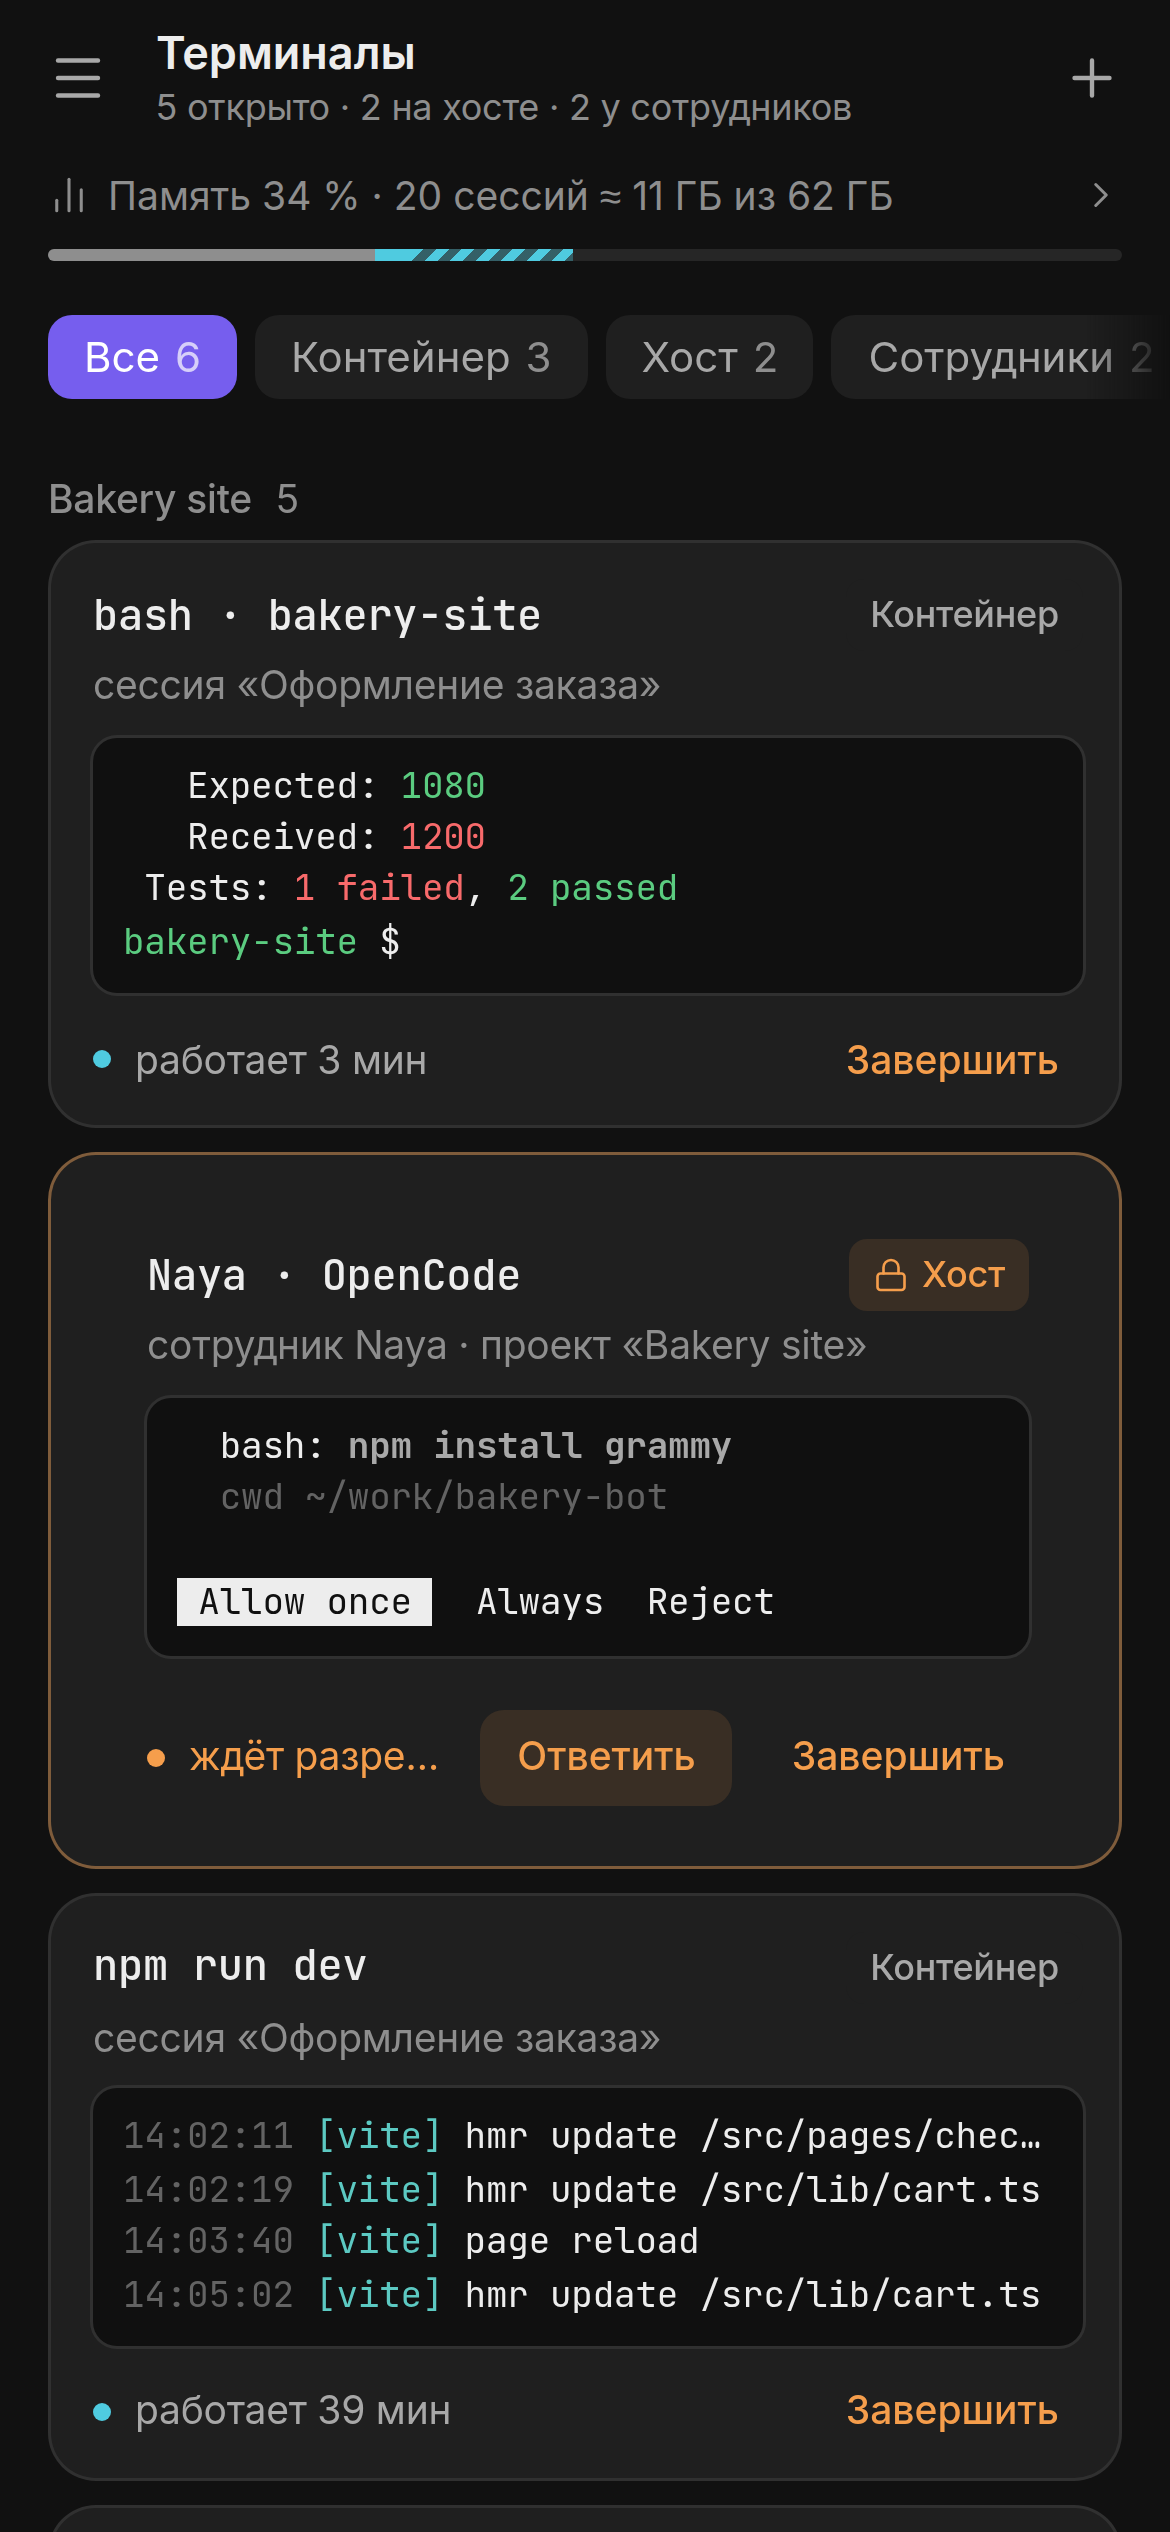 Терминалы
5 открыто · 2 на хосте · 2 у сотрудников
Память 34 % · 20 сессий ≈ 11 ГБ из 62 ГБ
Все 6 Контейнер 3 Хост 2 Сотрудники 2
Bakery site 5
bash · bakery-site Контейнер
сессия «Оформление заказа»
Expected: 1080
Received: 1200
Tests: 1 failed, 2 passed
bakery-site $
работает 3 мин Завершить
Naya · OpenCode Хост
сотрудник Naya · проект «Bakery site»
bash: npm install grammy
cwd ~/work/bakery-bot
Allow once Always Reject
ждёт разре... Ответить Завершить
npm run dev Контейнер
сессия «Оформление заказа»
14:02:11 [vite] hmr update /src/pages/chec…
14:02:19 [vite] hmr update /src/lib/cart.ts
14:03:40 [vite] page reload
14:05:02 [vite] hmr update /src/lib/cart.ts
работает 39 мин Завершить